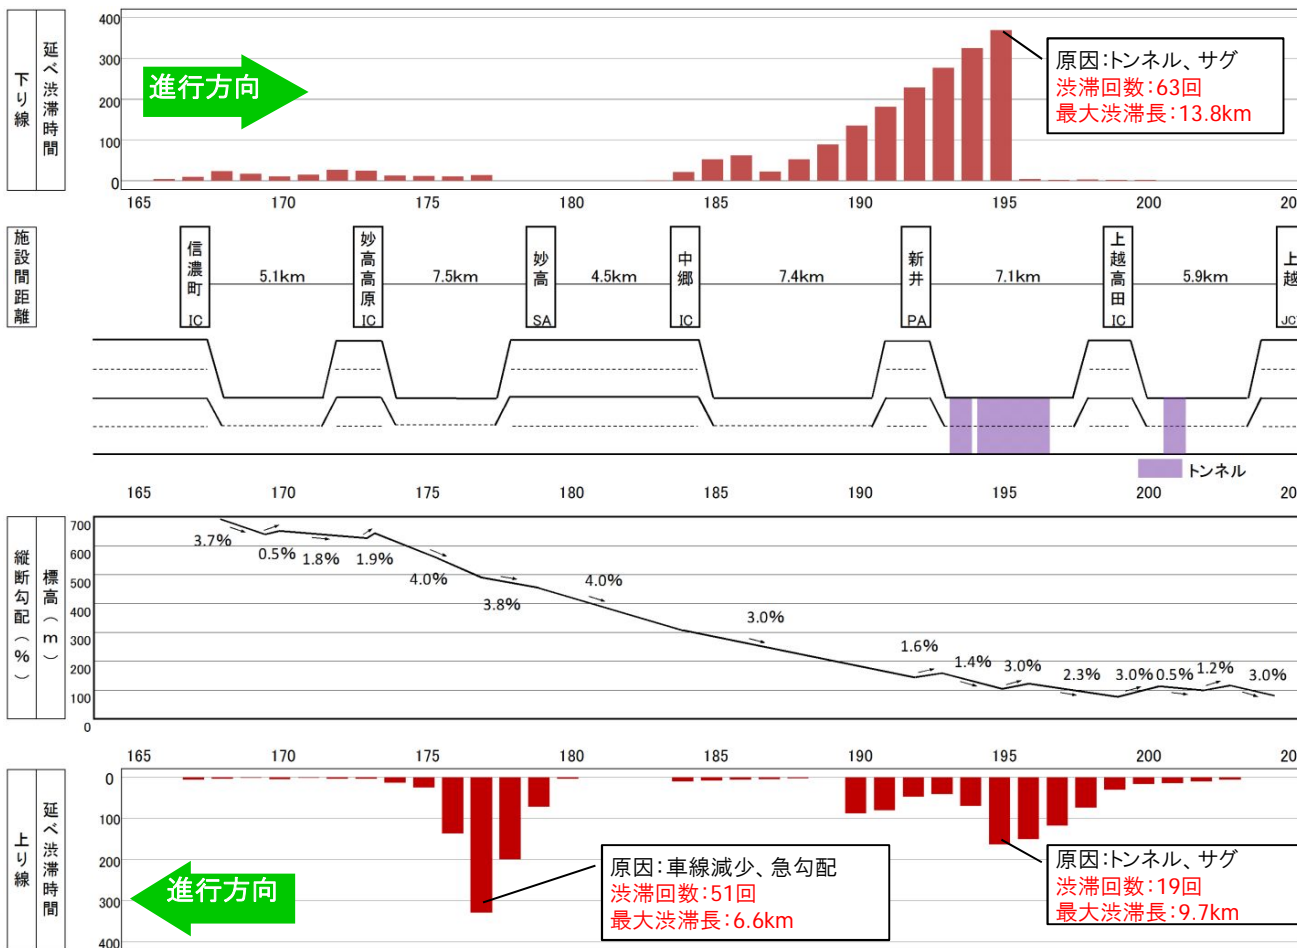 下り線
延べ渋滞時間
400
300
200
100
0
進行方向
原因:トンネル、サグ
渋滞回数:63回
最大渋滞長:13.8km
165 170 175 180 185 190 195 200 20
施設間距離
信濃町 IC
5.1km
妙高高原 IC
7.5km
妙高 SA
4.5km
中郷 IC
7.4km
新井 PA
7.1km
上越高田 IC
5.9km
上越 JC
トンネル
165 170 175 180 185 190 195 200 20
縦断勾配(%)
標高(m)
700
600
500
400
300
200
100
0
3.7%
0.5%
1.8%
1.9%
4.0%
3.8%
4.0%
3.0%
1.6%
1.4%
3.0%
2.3%
3.0%
0.5%
1.2%
3.0%
165 170 175 180 185 190 195 200 20
上り線
延べ渋滞時間
0
100
200
300
400
進行方向
原因:車線減少、急勾配
渋滞回数:51回
最大渋滞長:6.6km
原因:トンネル、サグ
渋滞回数:19回
最大渋滞長:9.7km